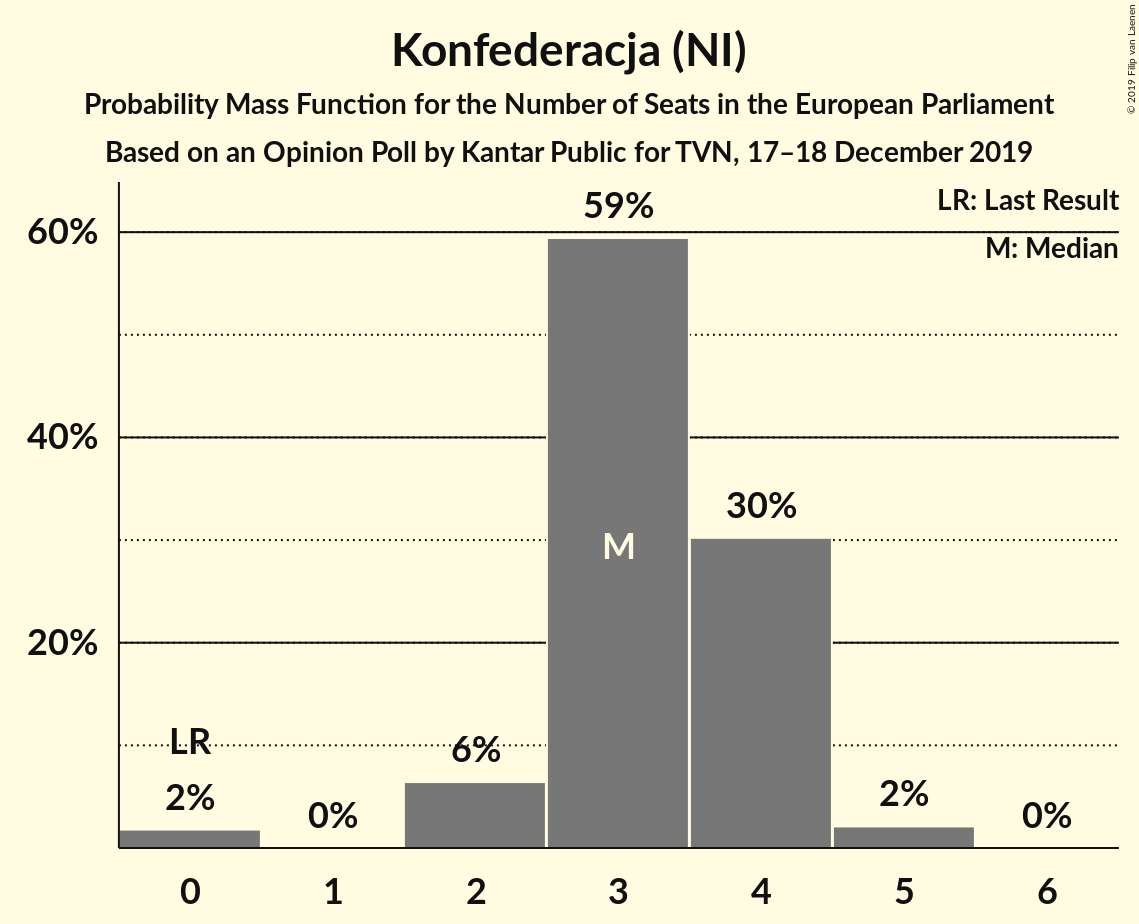 Konfederacja (NI)
Probability Mass Function for the Number of Seats in the European Parliament
Based on an Opinion Poll by Kantar Public for TVN, 17–18 December 2019
© 2019 Filip van Laenen
LR: Last Result
M: Median
60%
40%
20%
59%
30%
M
LR
2%
0%
6%
2%
0%
0 1 2 3 4 5 6